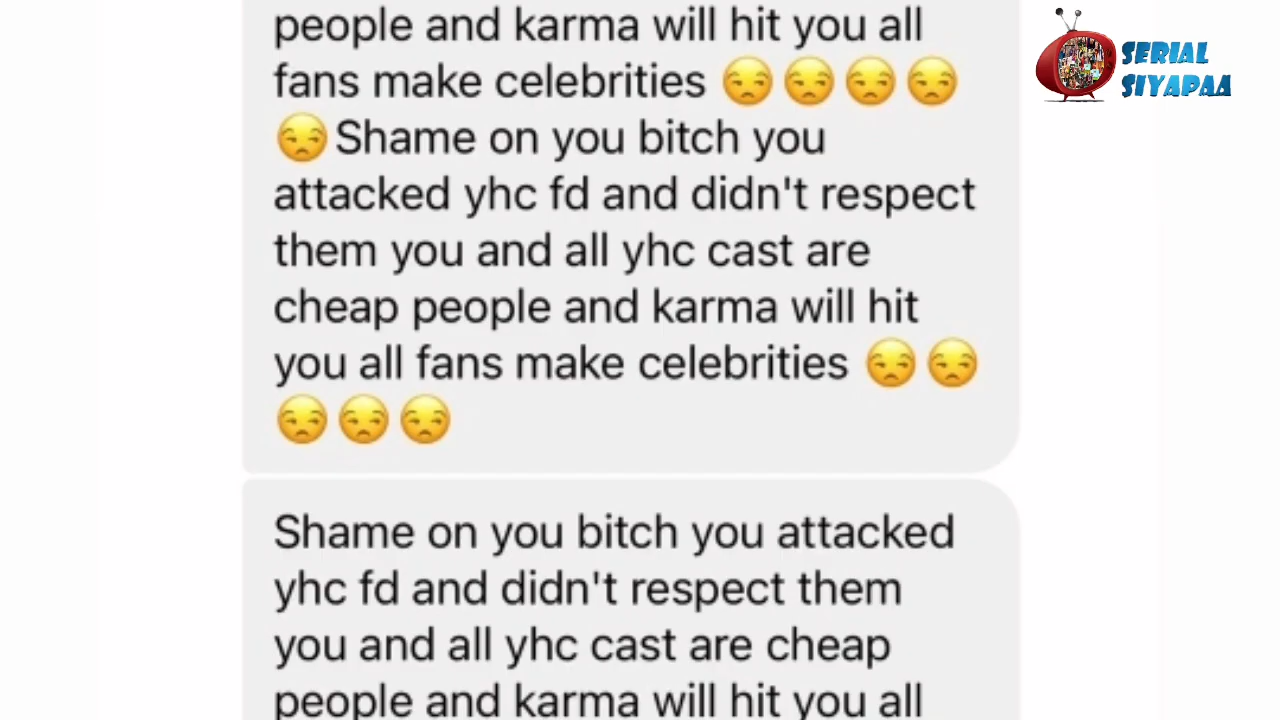 people and karma will hit you all
fans make celebrities 😒 😒 😒 😒
😒 Shame on you bitch you
attacked yhc fd and didn't respect
them you and all yhc cast are
cheap people and karma will hit
you all fans make celebrities 😒 😒
😒 😒 😒
Shame on you bitch you attacked
yhc fd and didn't respect them
you and all yhc cast are cheap
people and karma will hit you all
SERIAL
SIYAPAA